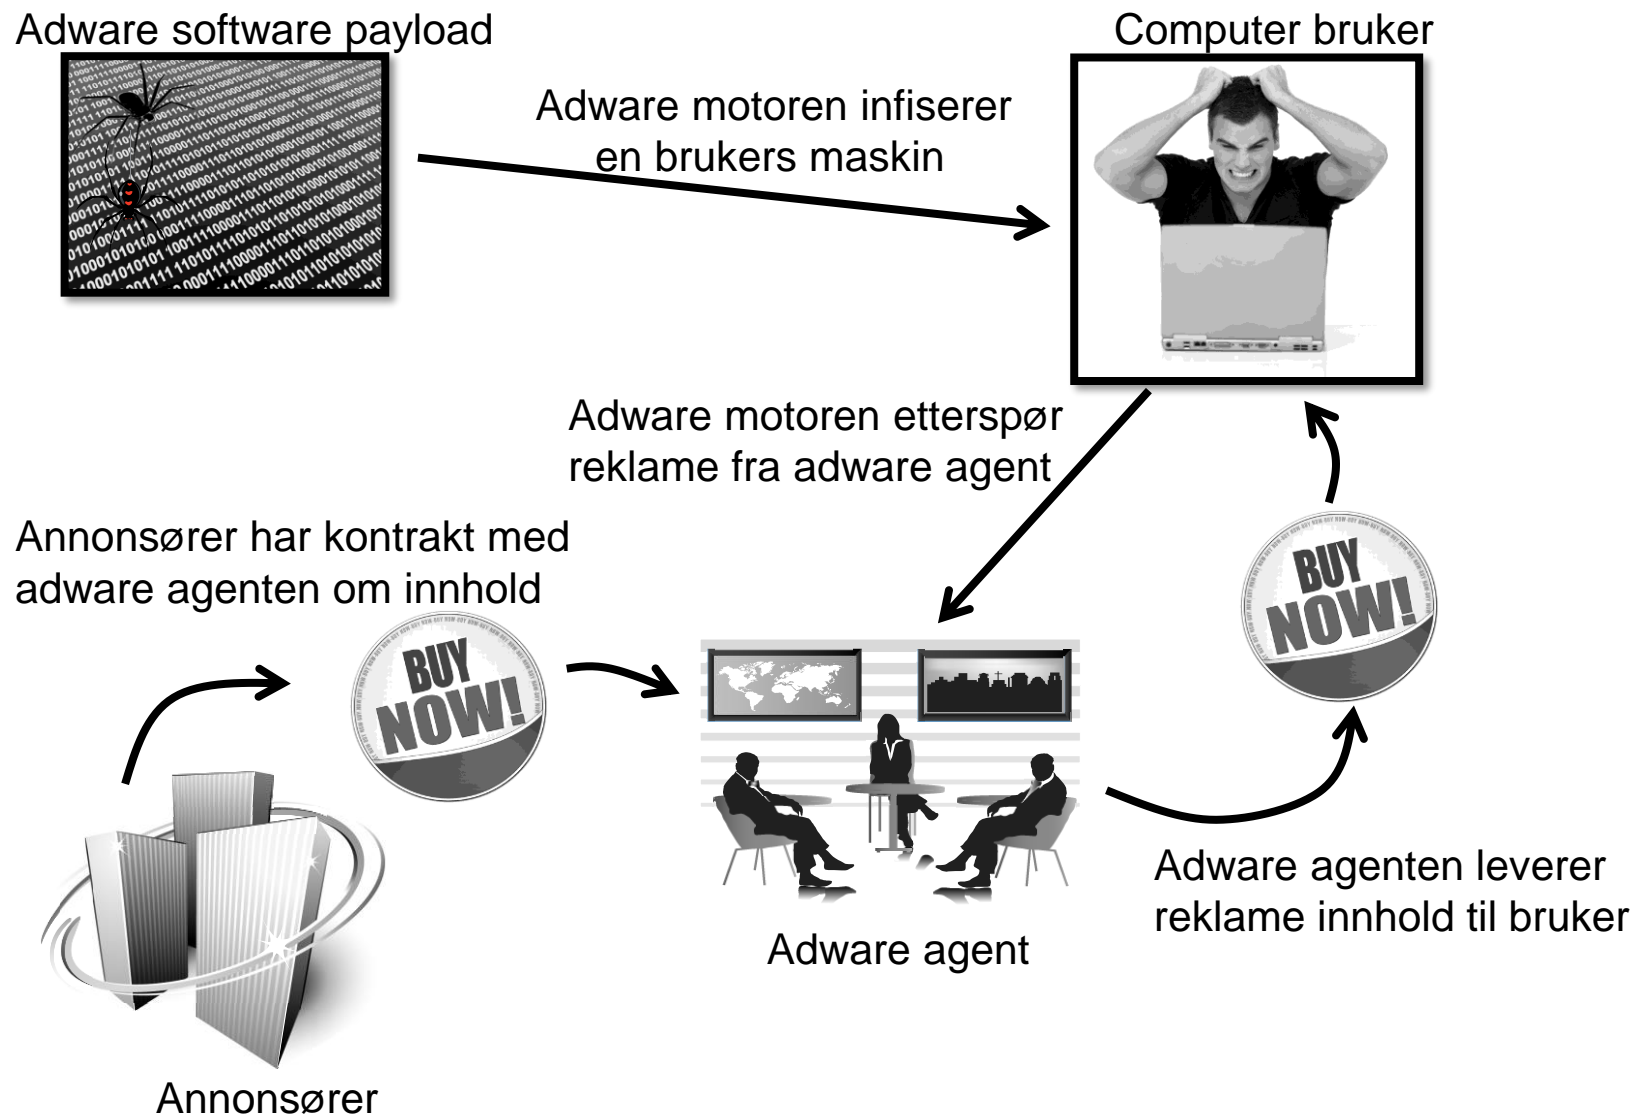 Adware software payload
Computer bruker
Adware motoren infiserer
en brukers maskin
Adware motoren etterspør
reklame fra adware agent
Annonsører har kontrakt med
adware agenten om innhold
BUY
NOW!
BUY
NOW!
Adware agenten leverer
reklame innhold til bruker
Adware agent
Annonsører